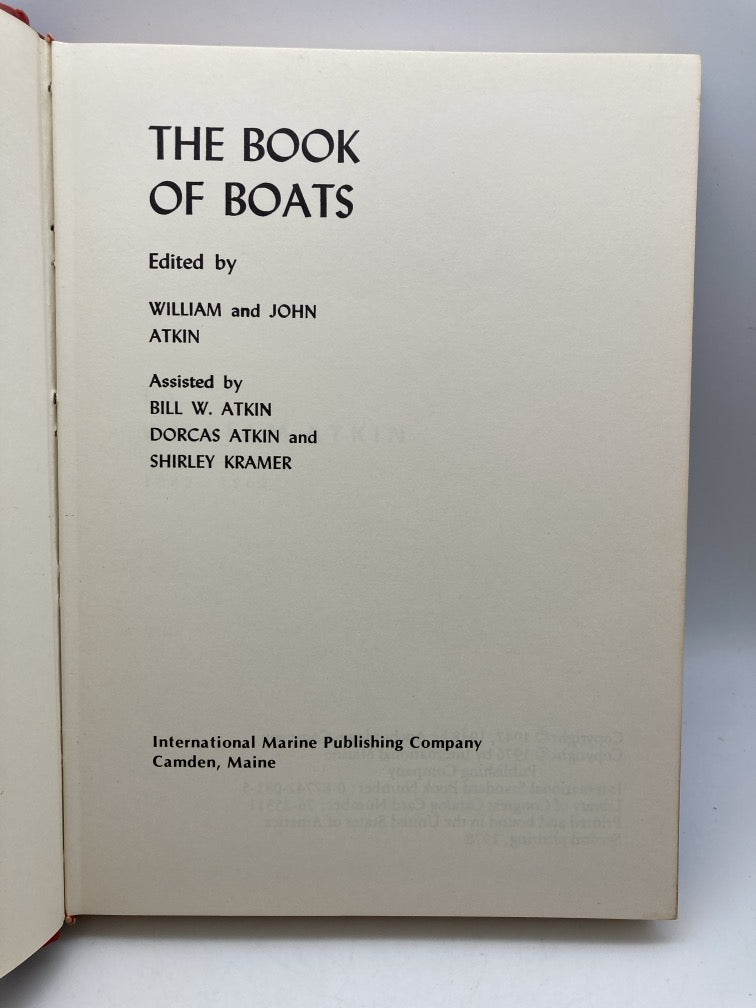 THE BOOK
OF BOATS
Edited by
WILLIAM and JOHN
ATKIN
Assisted by
BILL W. ATKIN
DORCAS ATKIN and
SHIRLEY KRAMER
International Marine Publishing Company
Camden, Maine